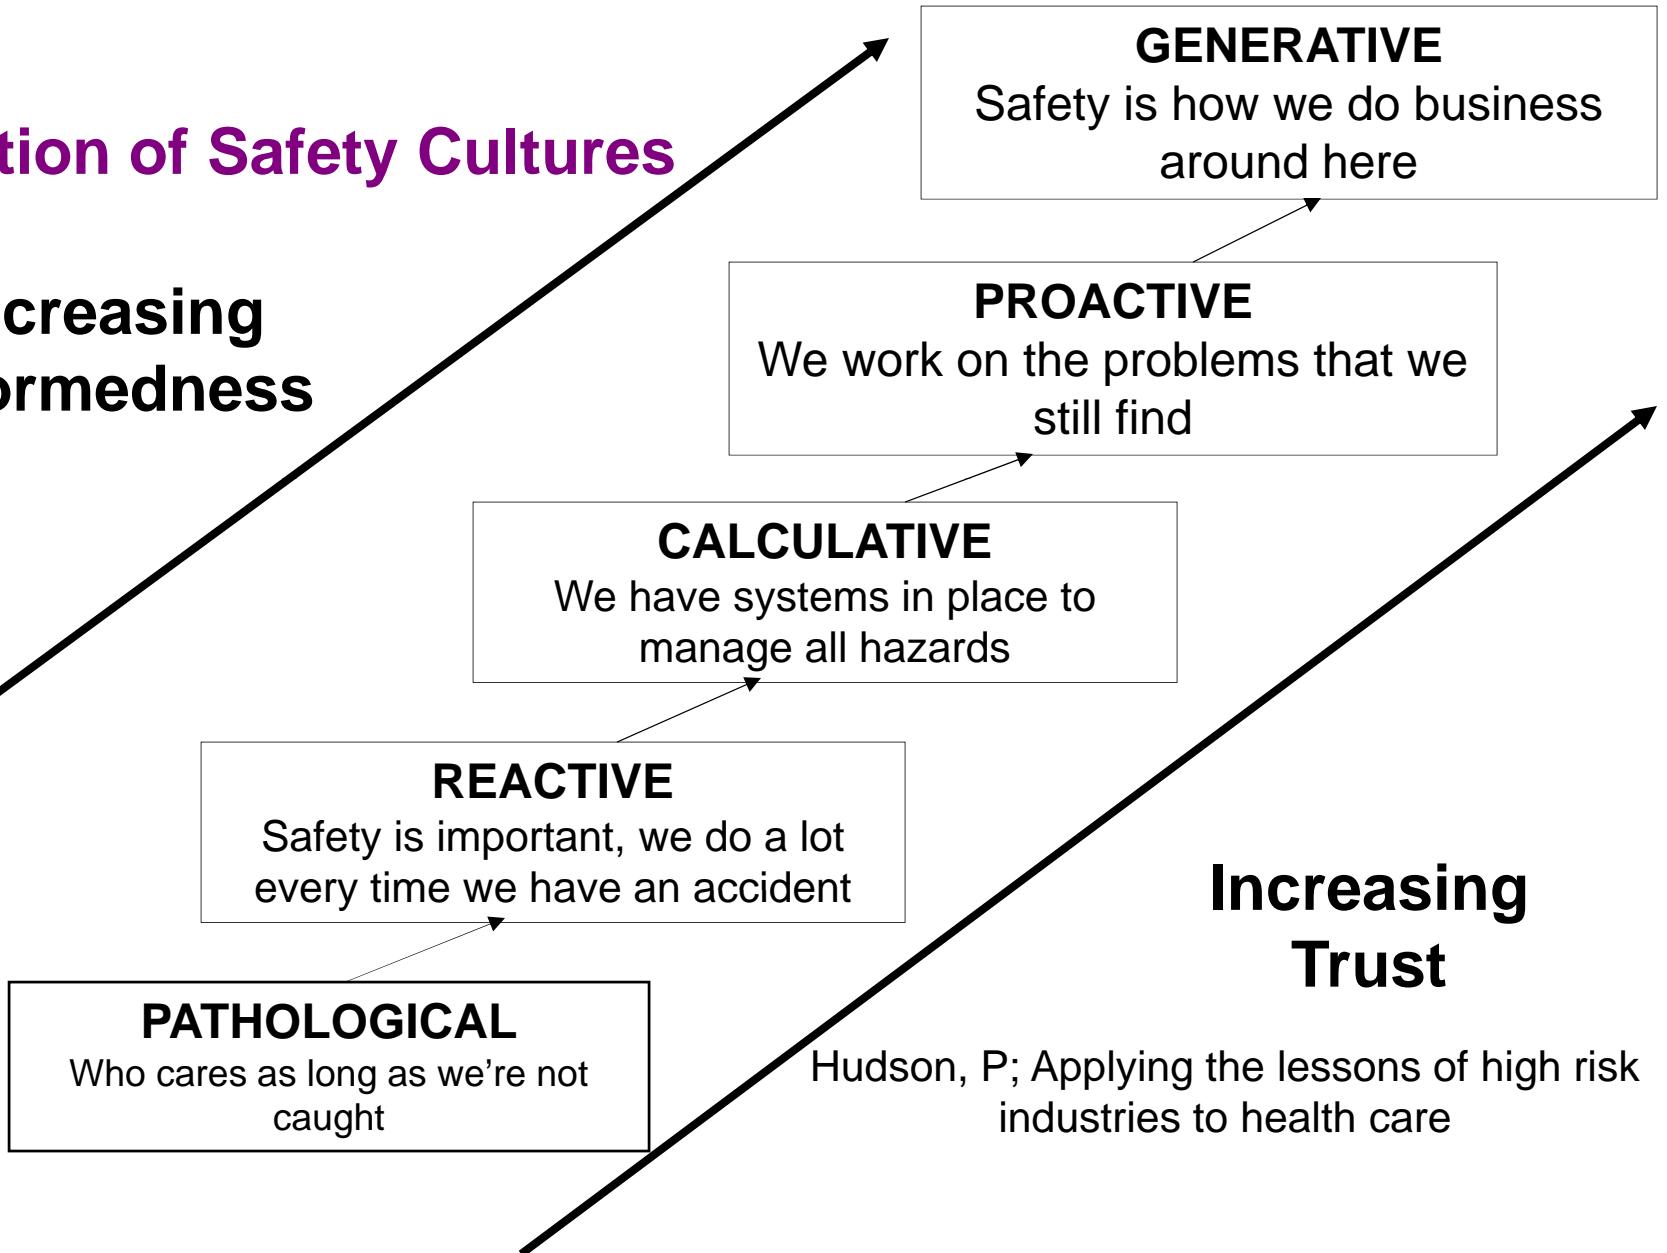 tion of Safety Cultures
creasing
ormedness
GENERATIVE
Safety is how we do business
around here
PROACTIVE
We work on the problems that we
still find
CALCULATIVE
We have systems in place to
manage all hazards
REACTIVE
Safety is important, we do a lot
every time we have an accident
PATHOLOGICAL
Who cares as long as we’re not
caught
Increasing
Trust
Hudson, P; Applying the lessons of high risk
industries to health care